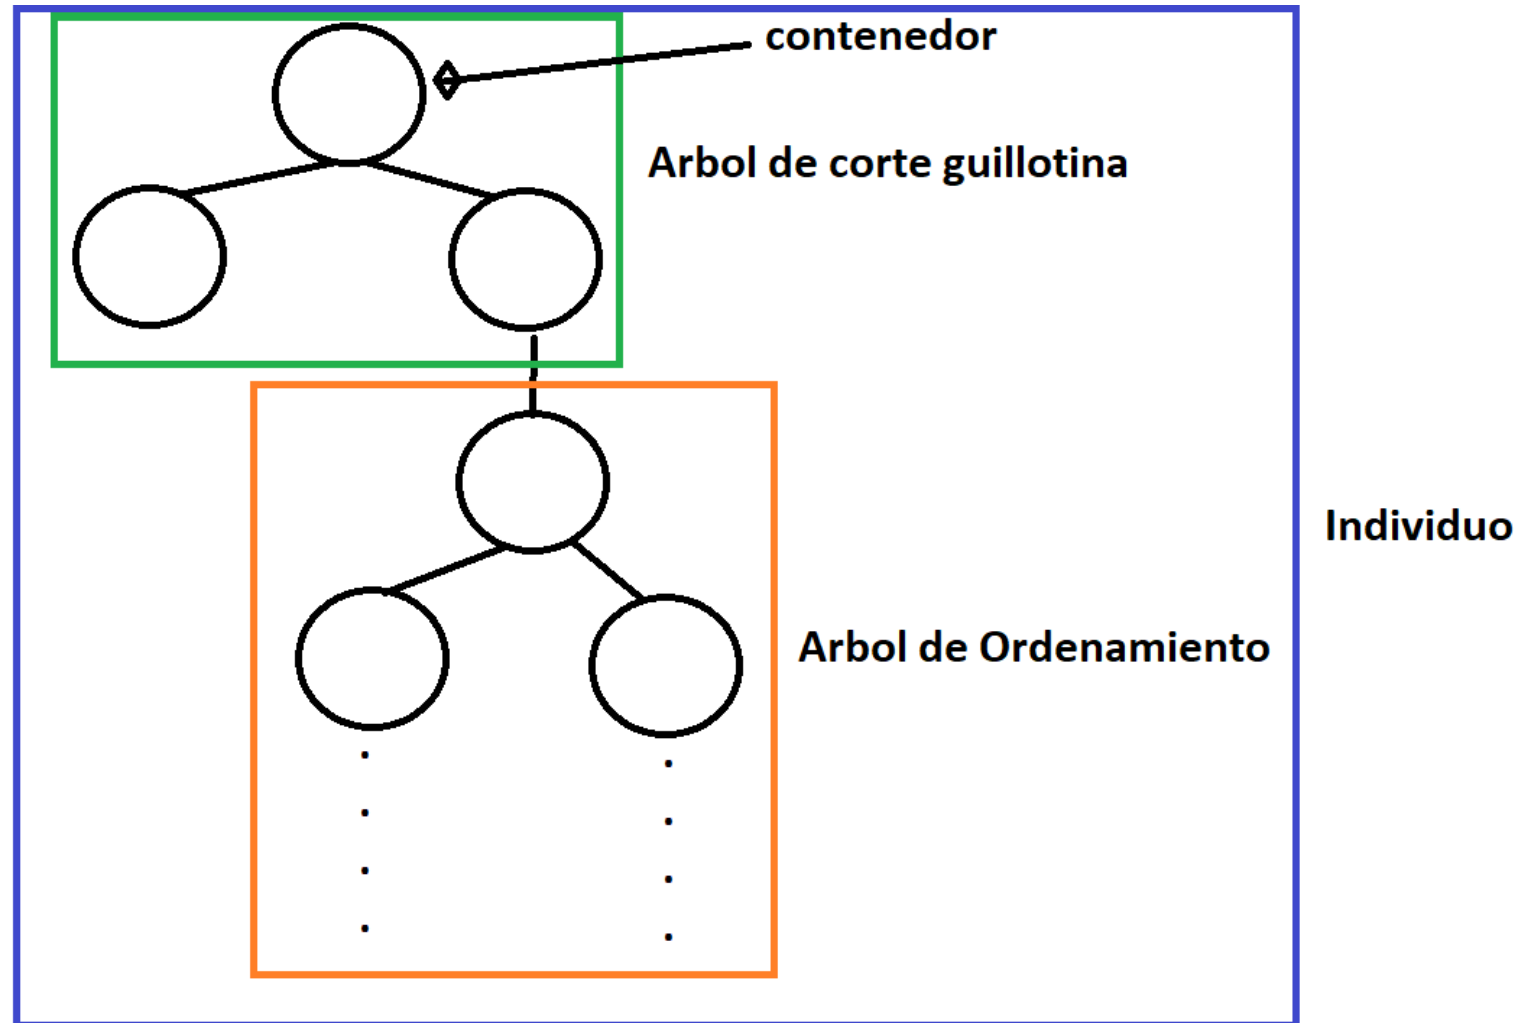 contenedor
Arbol de corte guillotina
Individuo
Arbol de Ordenamiento